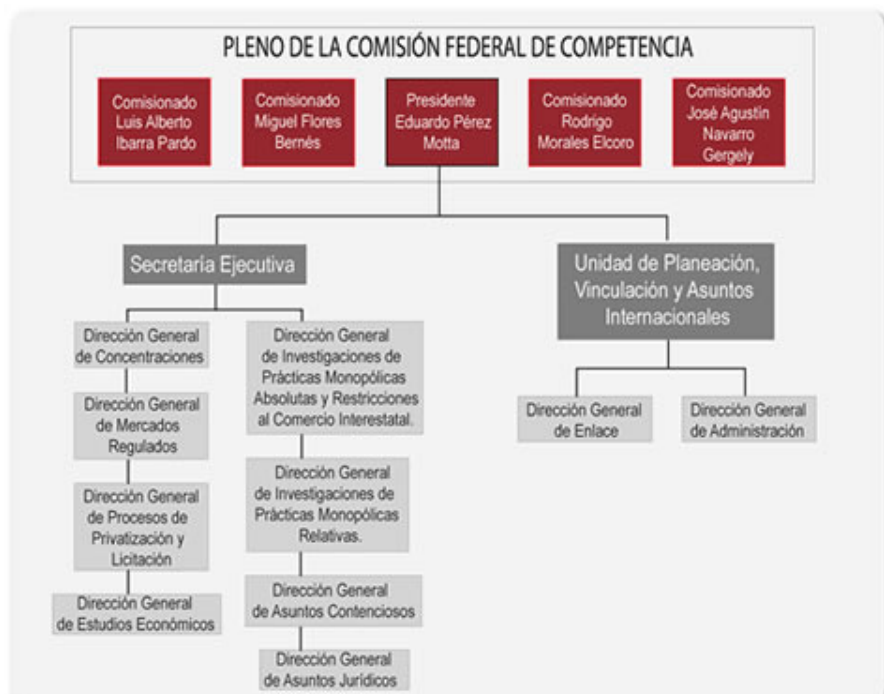 PLENO DE LA COMISIÓN FEDERAL DE COMPETENCIA
Comisionado
Luis Alberto
Ibarra Pardo
Comisionado
Miguel Flores
Bernés
Presidente
Eduardo Pérez
Motta
Comisionado
Rodrigo
Morales Elcoro
Comisionado
José Agustín
Navarro
Gergely
Secretaría Ejecutiva
Unidad de Planeación,
Vinculación y Asuntos
Internacionales
Dirección General
de Concentraciones
Dirección General
de Mercados
Regulados
Dirección General
de Procesos de
Privatización y
Licitación
Dirección General
de Estudios Económicos
Dirección General
de Investigaciones de
Prácticas Monopólicas
Absolutas y Restricciones
al Comercio Interestatal.
Dirección General
de Investigaciones de
Prácticas Monopólicas
Relativas.
Dirección General
de Asuntos Contenciosos
Dirección General
de Asuntos Jurídicos
Dirección General
de Enlace
Dirección General
de Administración